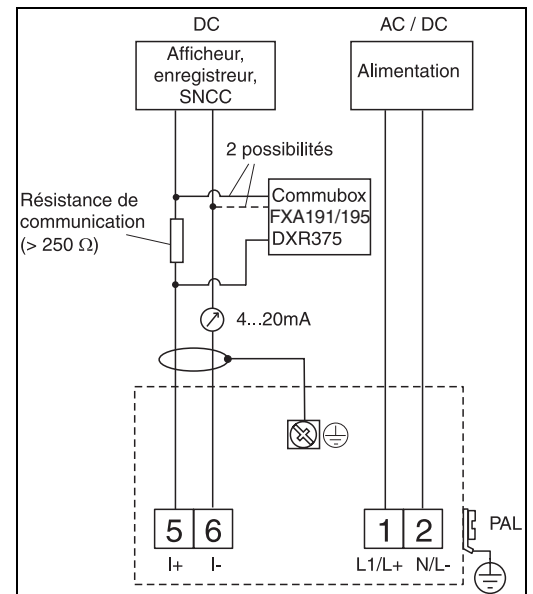 DC
AC / DC
Afficheur,
enregistreur,
SNCC
Alimentation
2 possibilités
Commubox
FXA191/195
DXR375
Résistance de
communication
(> 250 Ω)
4...20mA
5 6
I+ I-
1 2
L1/L+ N/L-
PAL